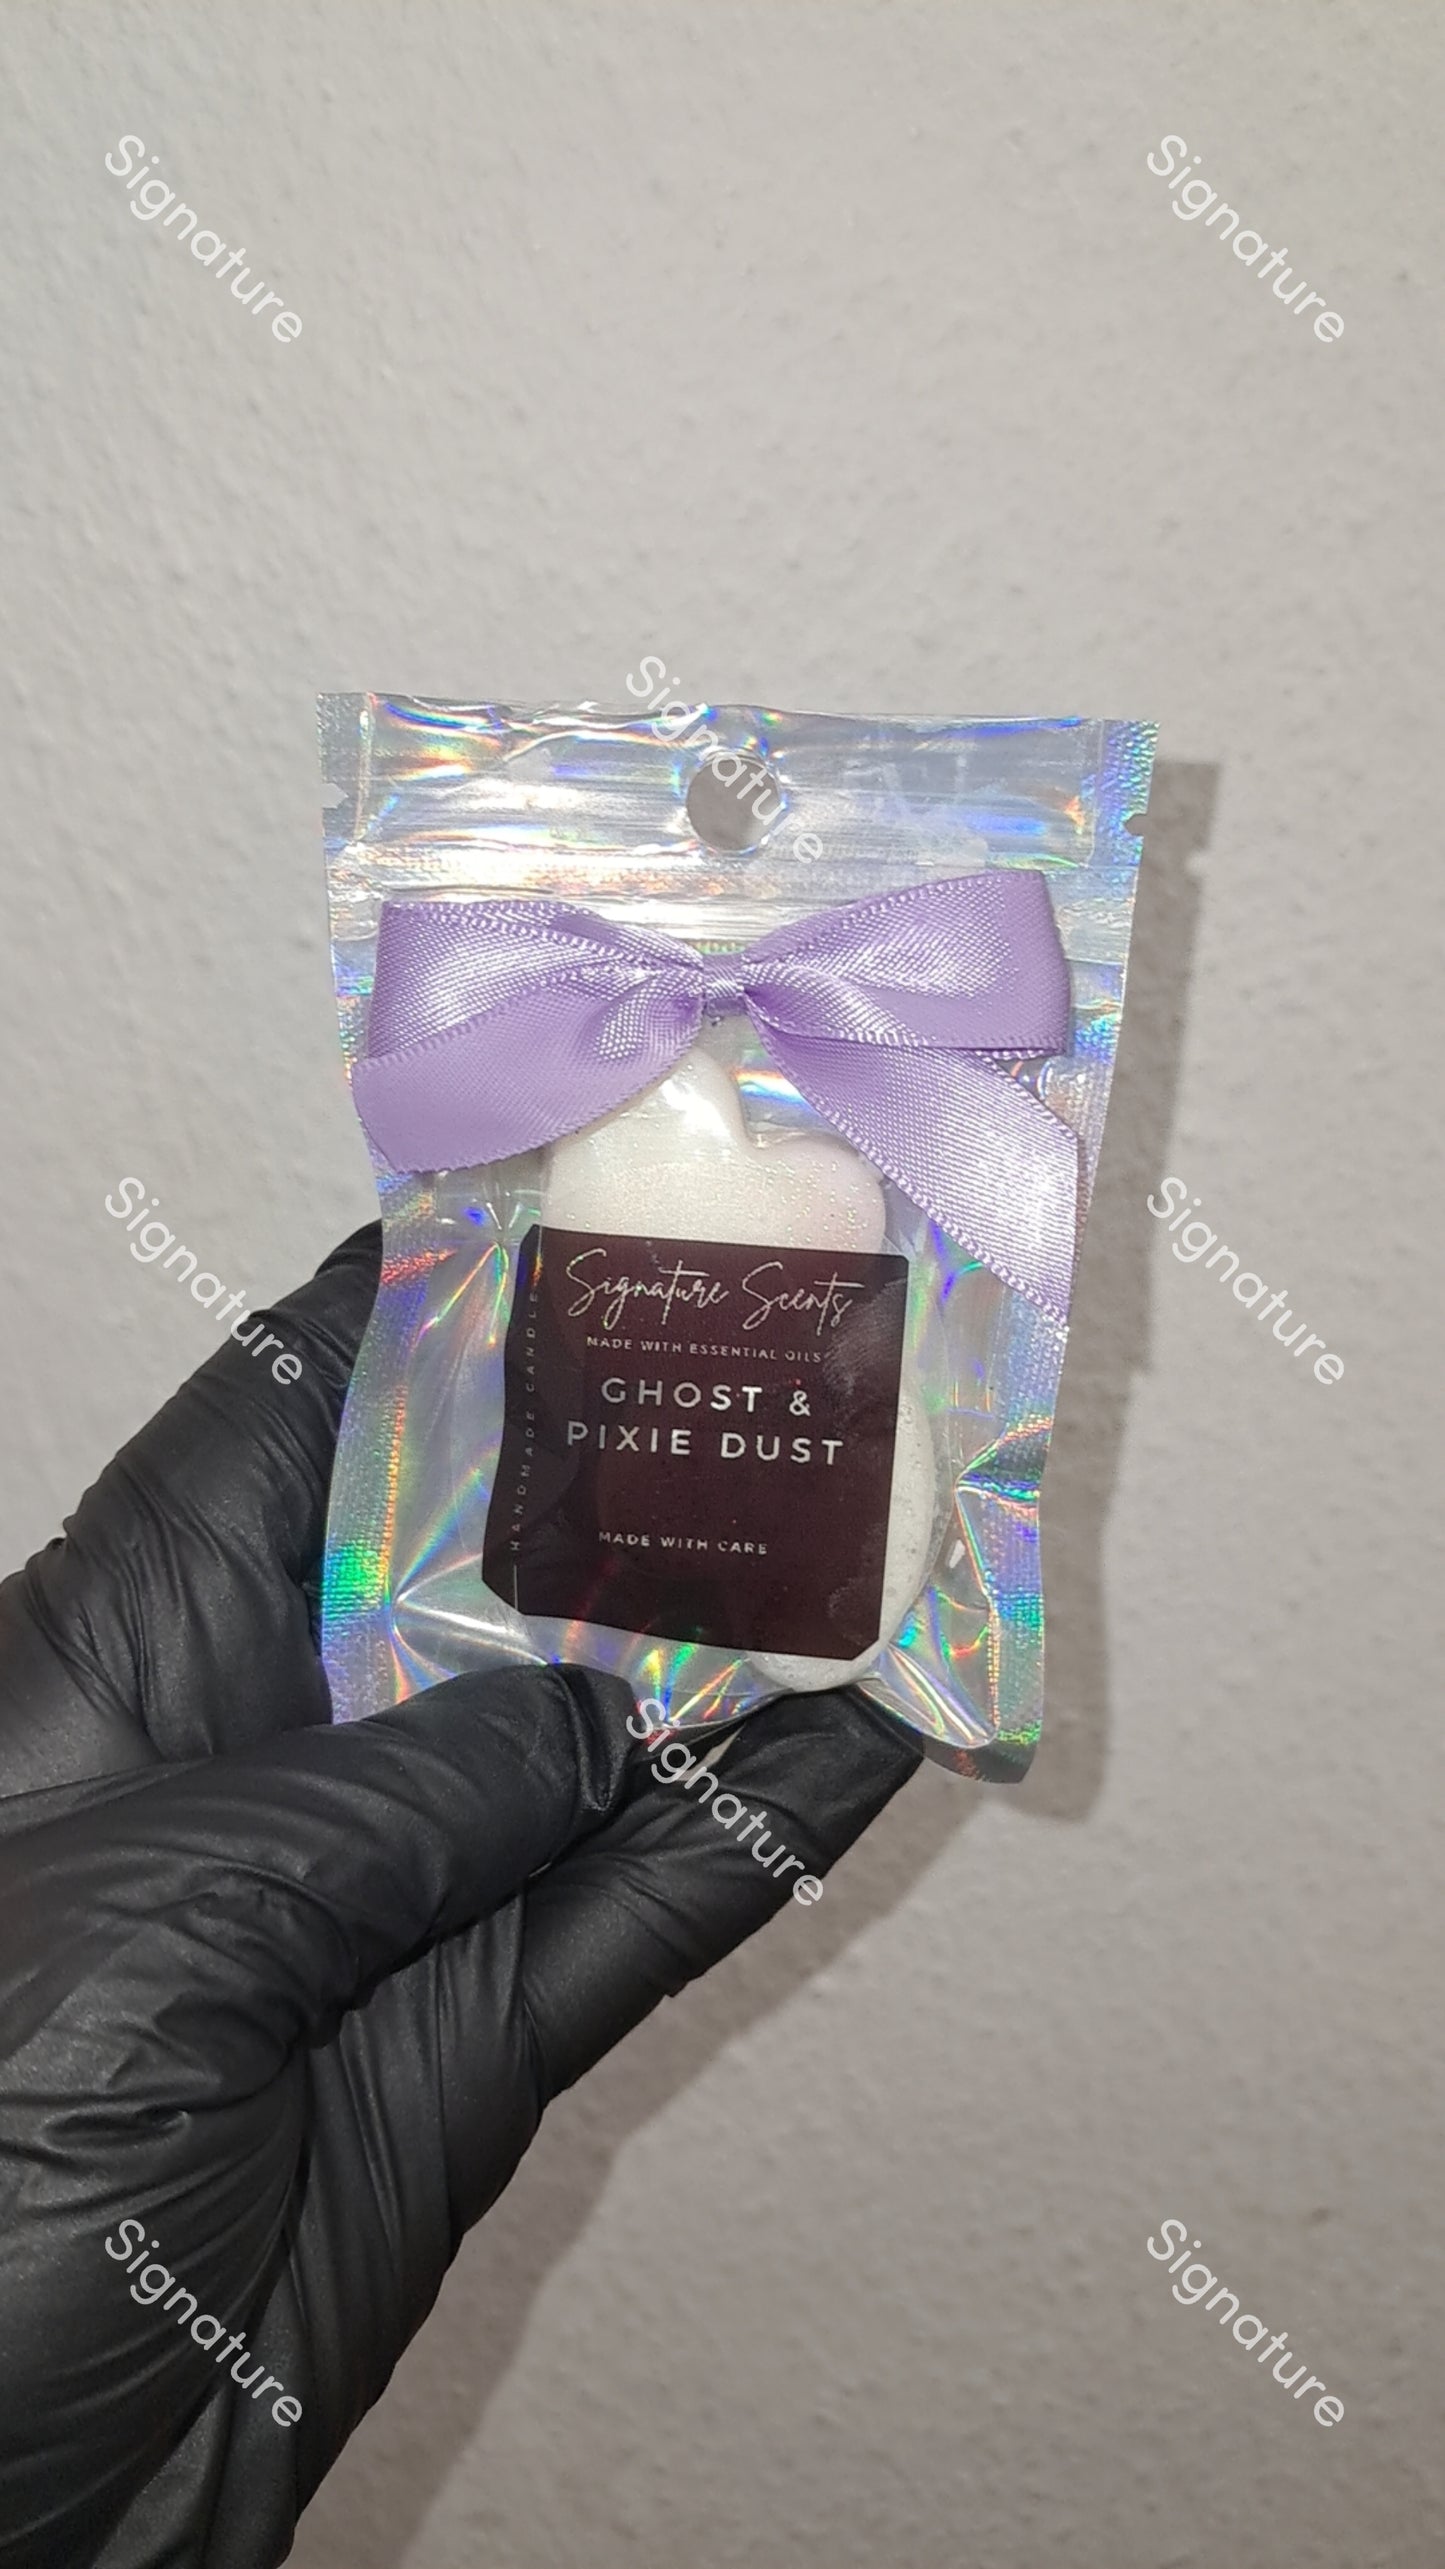 Signature
Signature
Signature
Signature Scents
MADE WITH ESSENTIAL OILS
GHOST &
PIXIE DUST
MADE WITH CARE
HANDMADE CANDLE
Signature
Signature
Signature
Signature
Signature